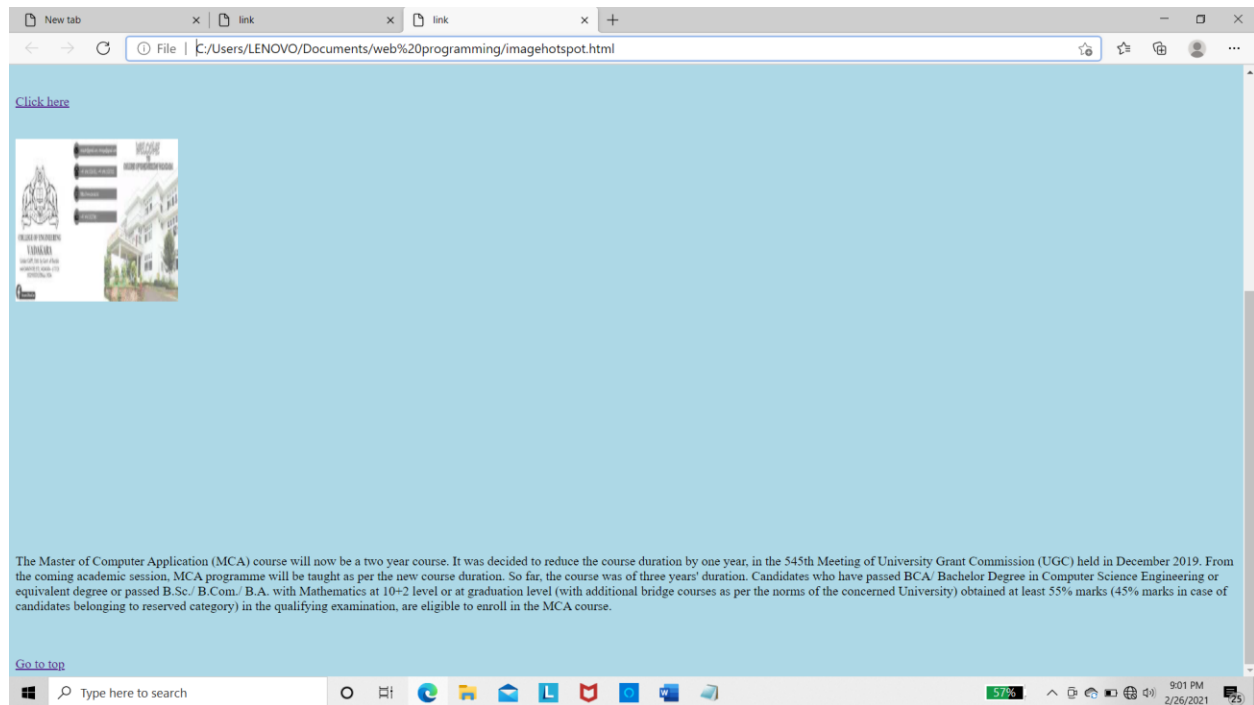 New tab
link
link
File | C:/Users/LENOVO/Documents/web%20programming/imagehotspot.html
Click here
WELCOME
COLLEGE OF ENGINEERING
VADAKARA
The Master of Computer Application (MCA) course will now be a two year course. It was decided to reduce the course duration by one year, in the 545th Meeting of University Grant Commission (UGC) held in December 2019. From
the coming academic session, MCA programme will be taught as per the new course duration. So far, the course was of three years' duration. Candidates who have passed BCA/ Bachelor Degree in Computer Science Engineering or
equivalent degree or passed B.Sc./ B.Com./ B.A. with Mathematics at 10+2 level or at graduation level (with additional bridge courses as per the norms of the concerned University) obtained at least 55% marks (45% marks in case of
candidates belonging to reserved category) in the qualifying examination, are eligible to enroll in the MCA course.
Go to top
Type here to search
57%
9:01 PM
2/26/2021
25